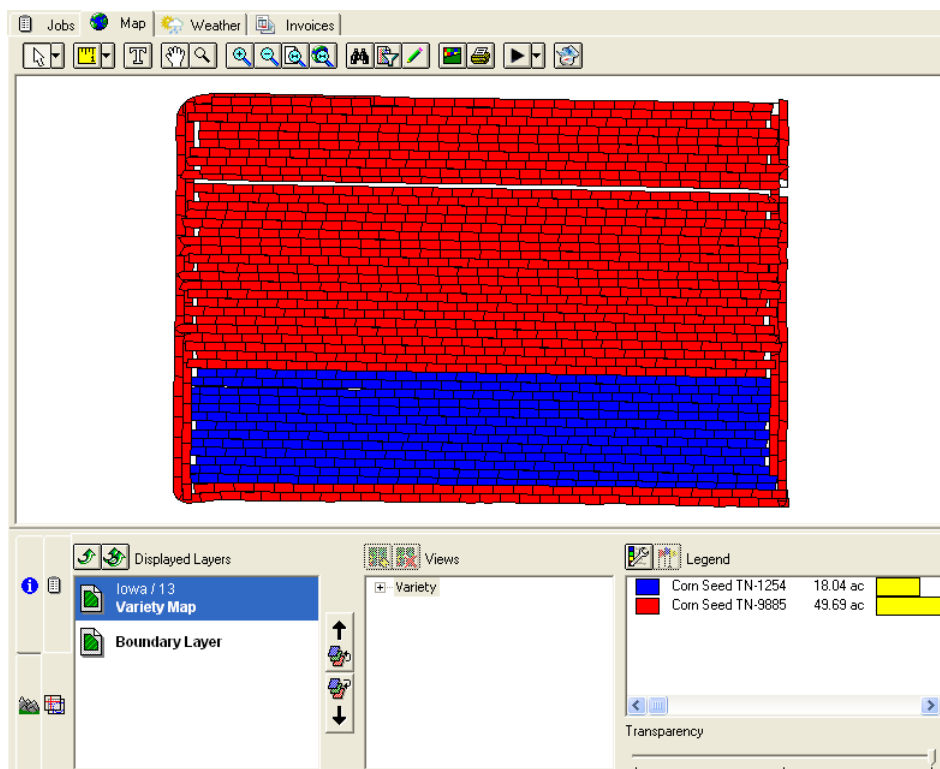 Jobs Map Weather Invoices
T
Displayed Layers Views Legend
Iowa / 13
Variety Map
Boundary Layer
Variety
Corn Seed TN-1254 18.04 ac
Corn Seed TN-9885 49.69 ac
Transparency